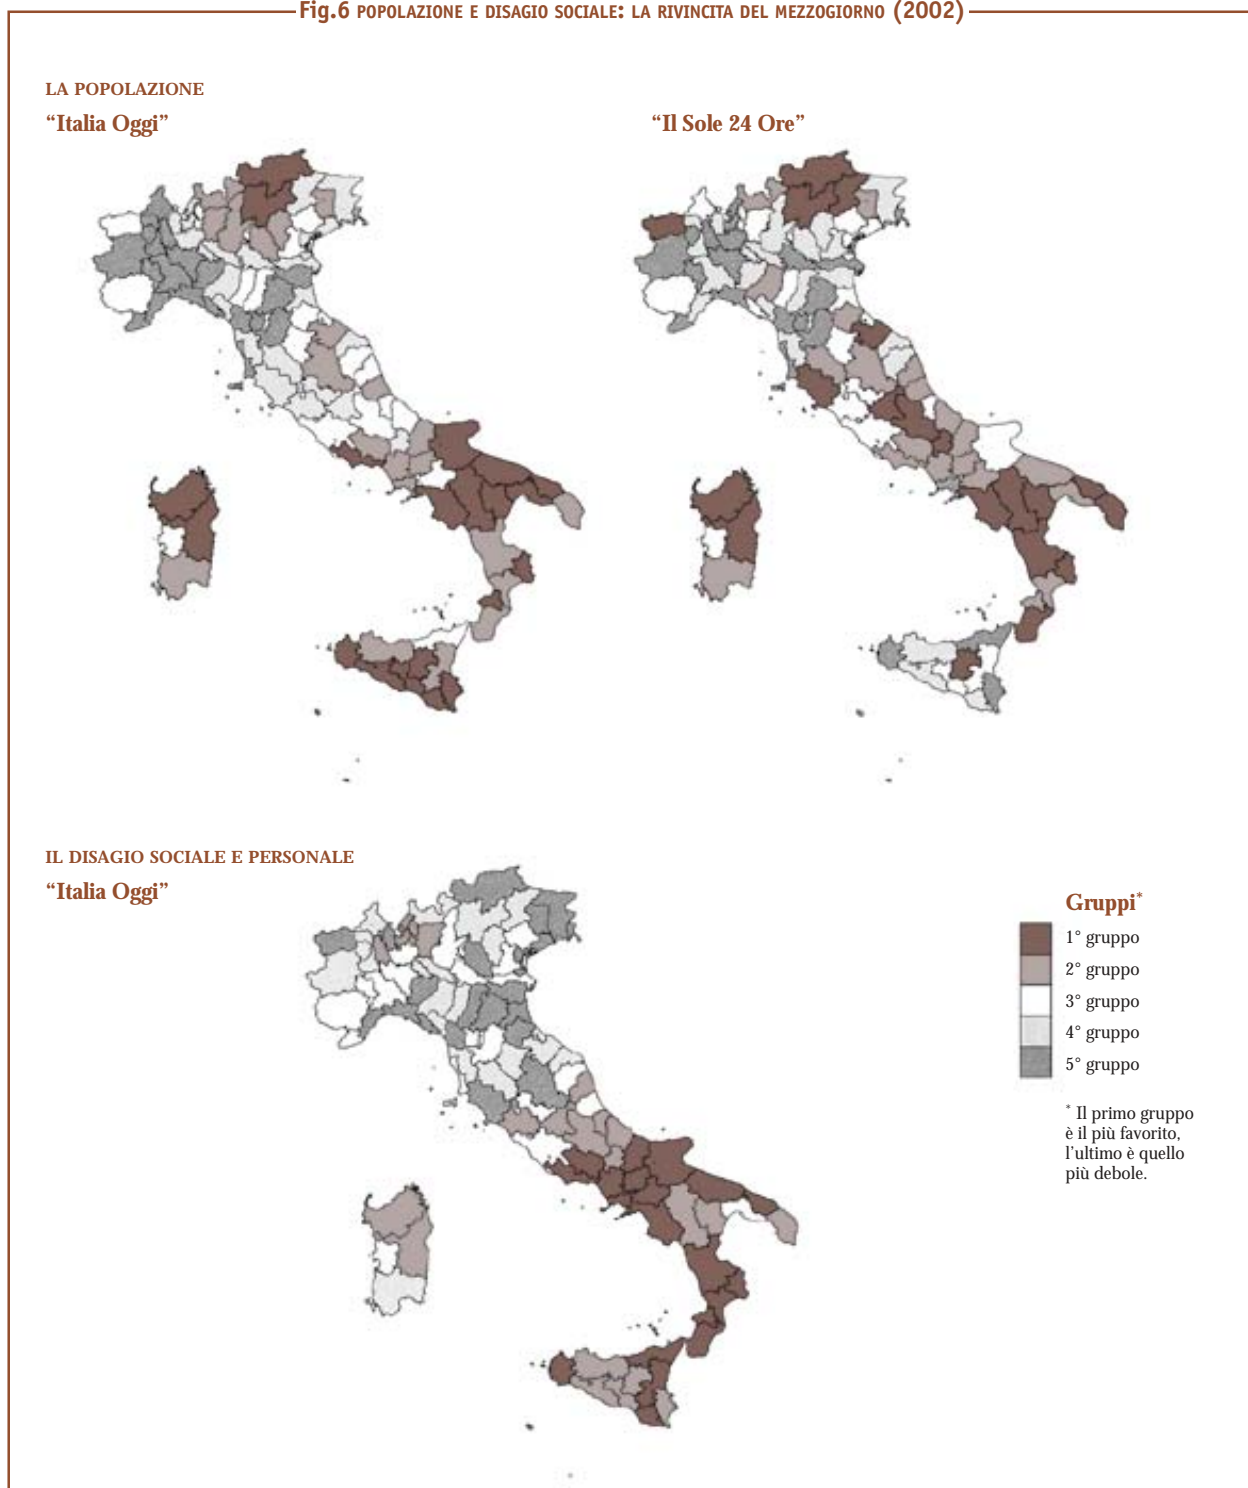 Fig.6 POPOLAZIONE E DISAGIO SOCIALE: LA RIVINCITA DEL MEZZOGIORNO (2002)
LA POPOLAZIONE
“Italia Oggi”
“Il Sole 24 Ore”
IL DISAGIO SOCIALE E PERSONALE
“Italia Oggi”
Gruppi*
1° gruppo
2° gruppo
3° gruppo
4° gruppo
5° gruppo
* Il primo gruppo
è il più favorito,
l'ultimo è quello
più debole.